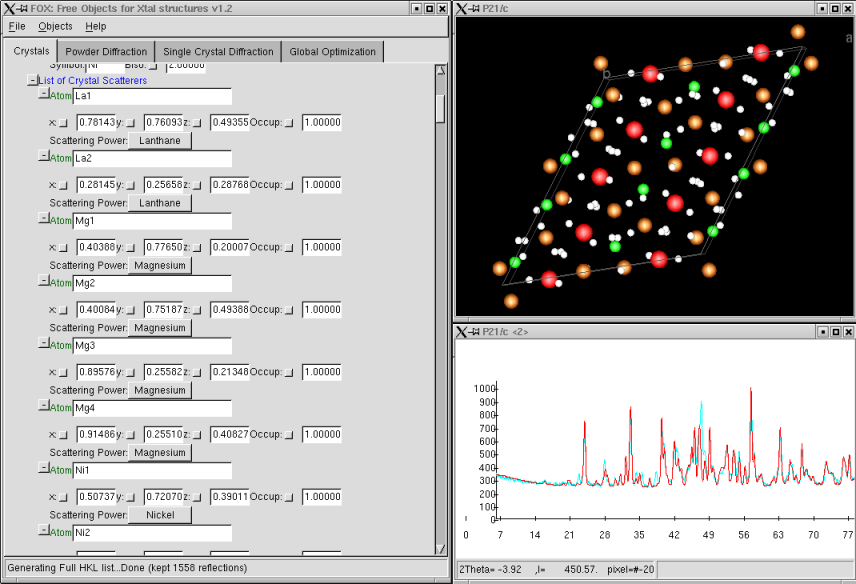 FOX: Free Objects for Xtal structures v1.2
File Objects Help
Crystals Powder Diffraction Single Crystal Diffraction Global Optimization
Symbol: Ni Biso: 2.00000
List of Crystal Scatterers
Atom La1
x: 0.78143 y: 0.76093 z: 0.49355 Occup: 1.00000
Scattering Power: Lanthane
Atom La2
x: 0.28145 y: 0.25658 z: 0.28768 Occup: 1.00000
Scattering Power: Lanthane
Atom Mg1
x: 0.40388 y: 0.77650 z: 0.20007 Occup: 1.00000
Scattering Power: Magnesium
Atom Mg2
x: 0.40084 y: 0.75187 z: 0.49388 Occup: 1.00000
Scattering Power: Magnesium
Atom Mg3
x: 0.89576 y: 0.25582 z: 0.21348 Occup: 1.00000
Scattering Power: Magnesium
Atom Mg4
x: 0.91486 y: 0.25510 z: 0.40827 Occup: 1.00000
Scattering Power: Magnesium
Atom Ni1
x: 0.50737 y: 0.72070 z: 0.39011 Occup: 1.00000
Scattering Power: Nickel
Atom Ni2
Generating Full HKL list...Done (kept 1558 reflections)
P21/c
a
b
P21/c <2>
1000
900
800
700
600
500
400
300
200
100
0
0 7 14 21 28 35 42 49 56 63 70 77
2Theta= -3.92 ,I= 450.57. pixel=#-20